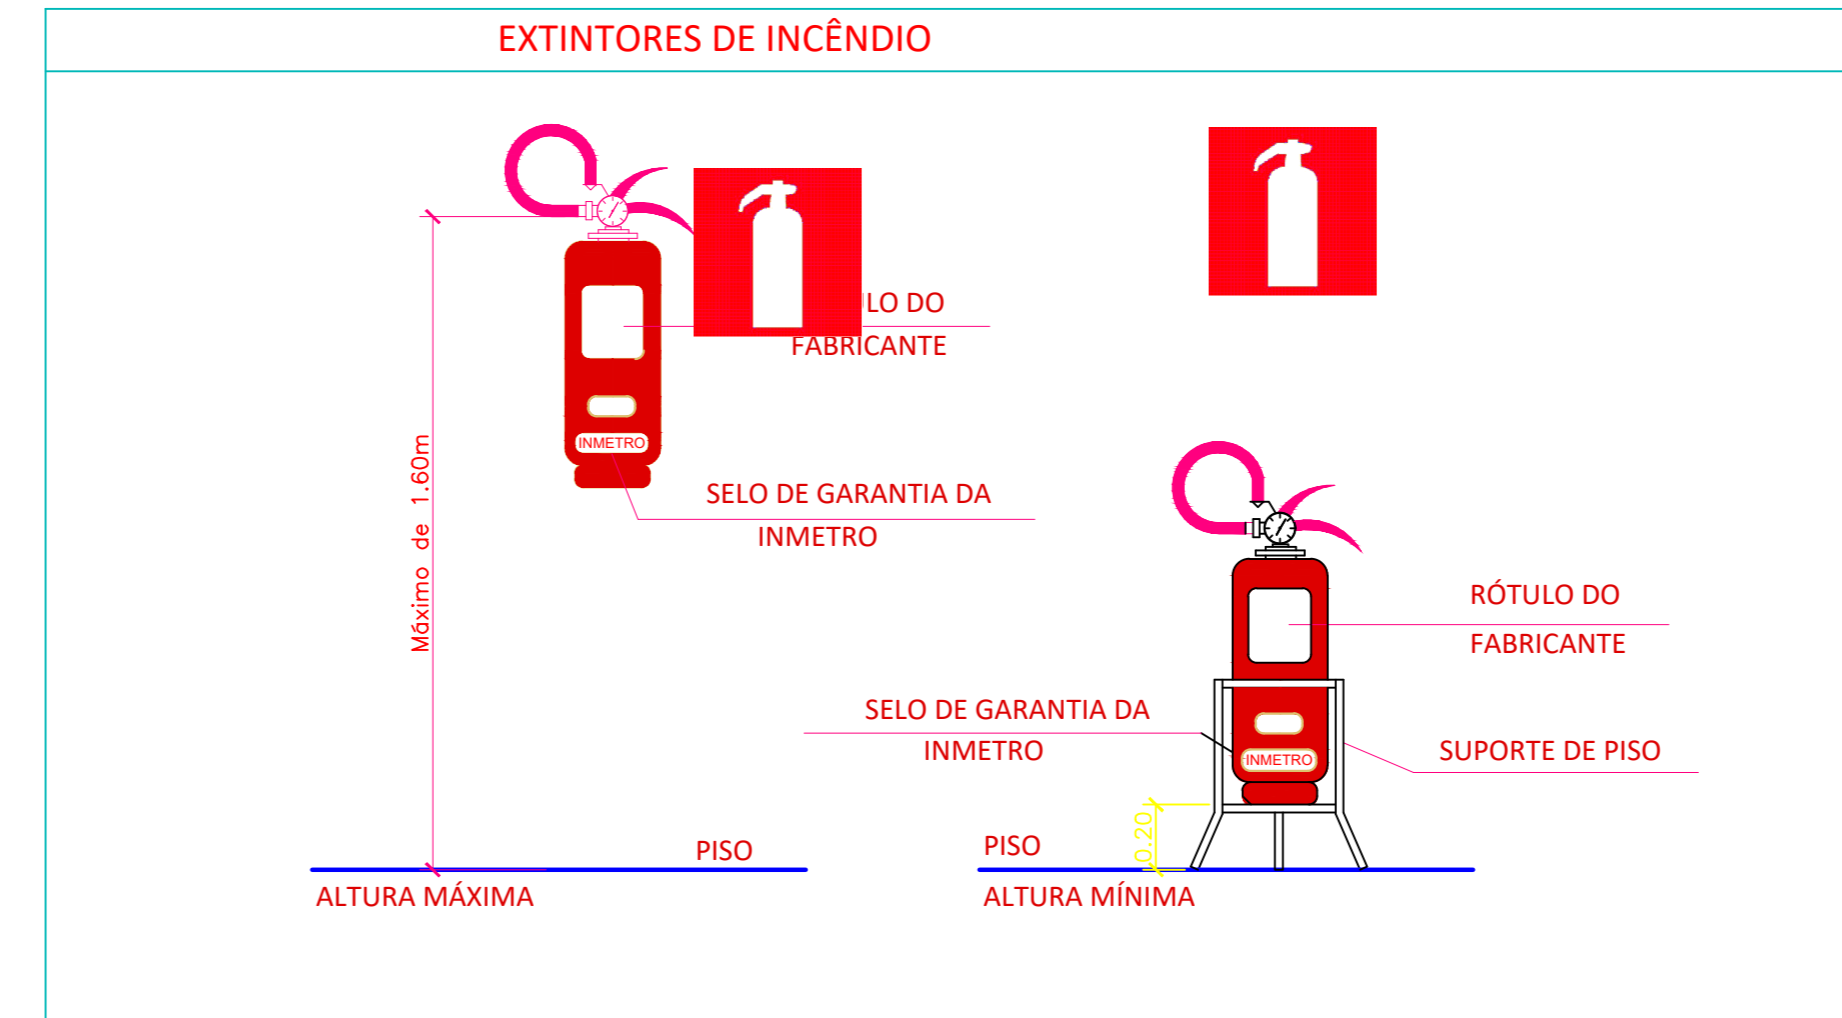 EXTINTORES DE INCÊNDIO
LO DO
FABRICANTE
INMETRO
Máximo de 1.60m
SELO DE GARANTIA DA
INMETRO
PISO
ALTURA MÁXIMA
RÓTULO DO
FABRICANTE
SELO DE GARANTIA DA
INMETRO
INMETRO
SUPORTE DE PISO
0.20
PISO
ALTURA MÍNIMA